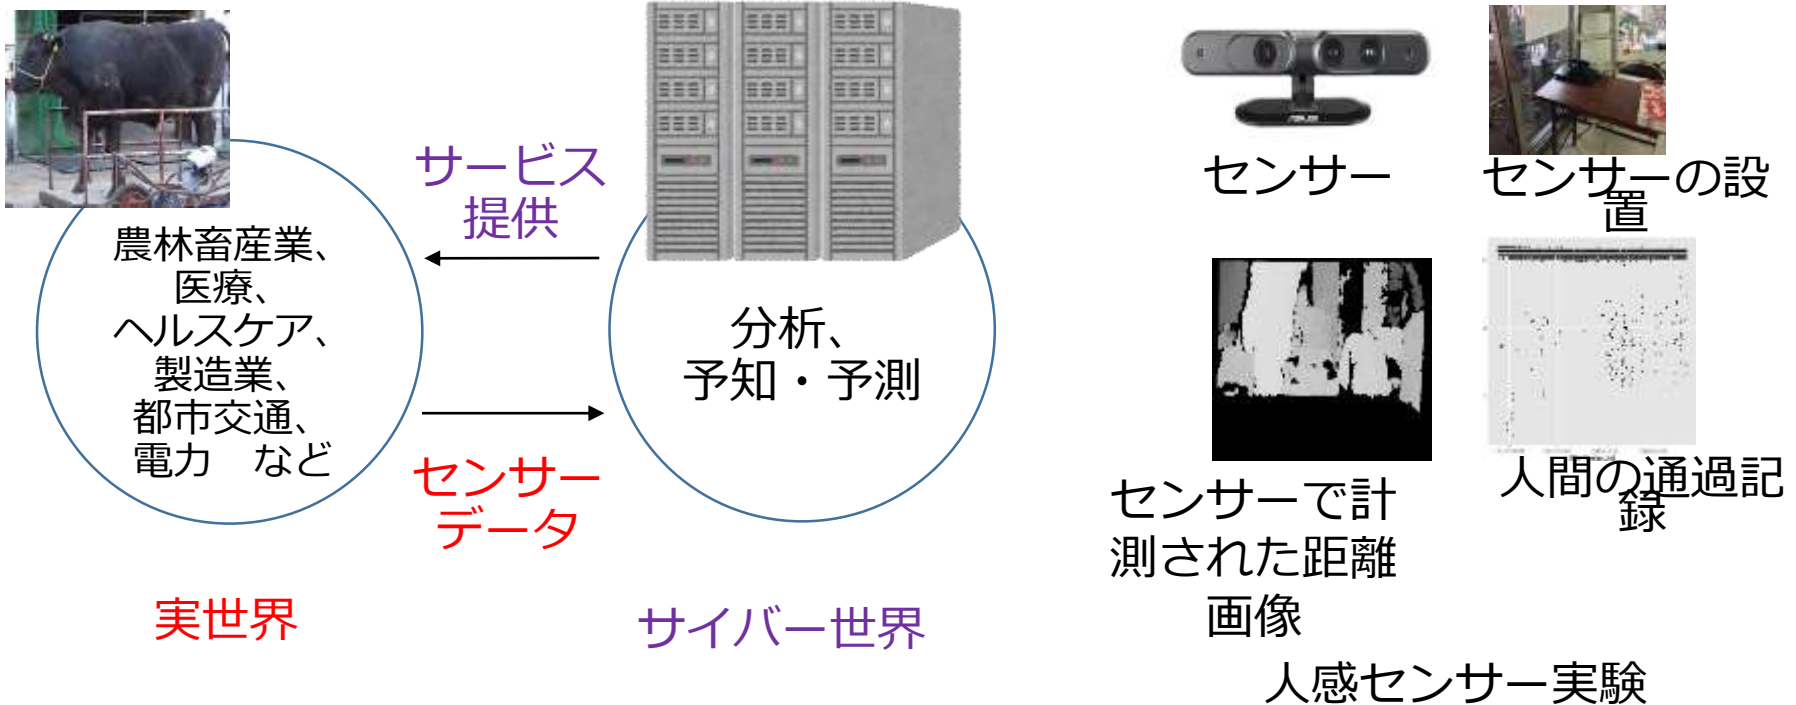 サービス
提供
農林畜産業、
医療、
ヘルスケア、
製造業、
都市交通、
電力　など
分析、
予知・予測
センサー
データ
実世界
サイバー世界
ASUS
センサー
センサーの設
置
センサーで計
測された距離
画像
人間の通過記
録
人感センサー実験